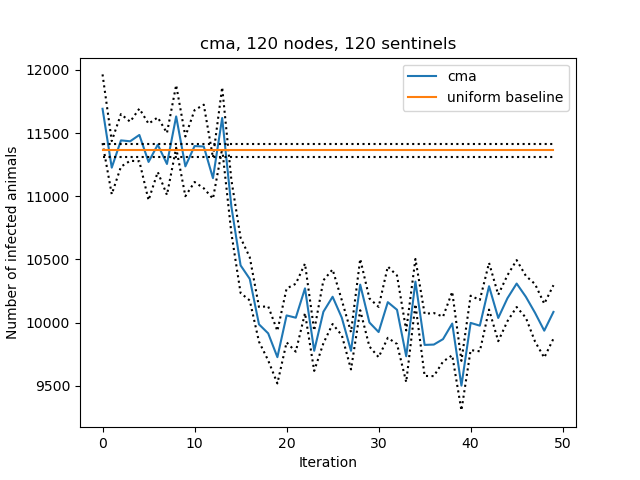 cma, 120 nodes, 120 sentinels
cma
uniform baseline
Number of infected animals
12000
11500
11000
10500
10000
9500
0 10 20 30 40 50
Iteration